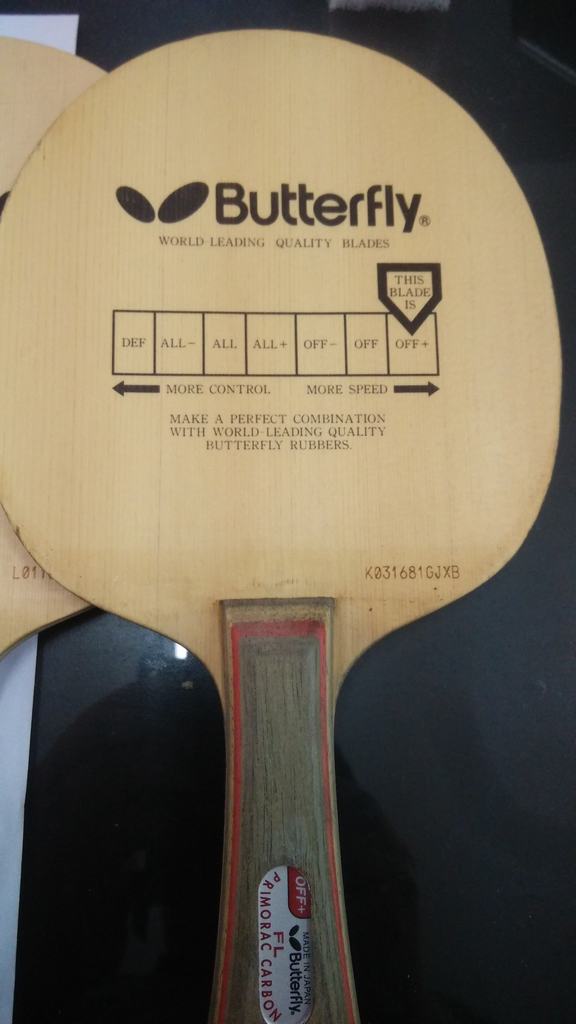 Butterfly®
WORLD-LEADING QUALITY BLADES
THIS
BLADE
IS
DEF ALL- ALL ALL+ OFF- OFF OFF+
MORE CONTROL MORE SPEED
MAKE A PERFECT COMBINATION
WITH WORLD-LEADING QUALITY
BUTTERFLY RUBBERS.
K031681GJXB
OFF+
MADE IN JAPAN
Butterfly
FL
PRIMORAC CARBON